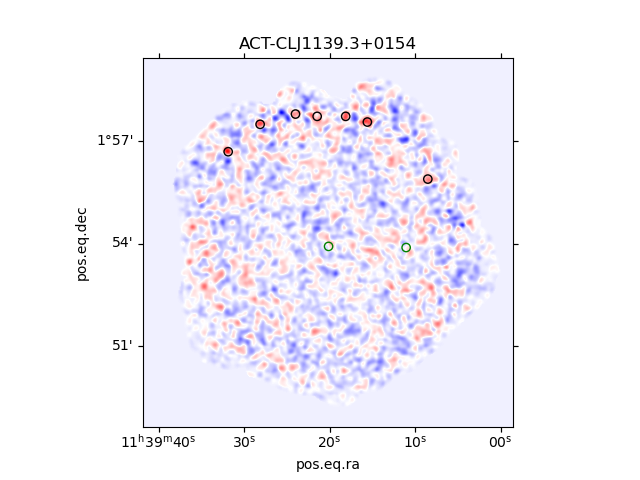 ACT-CLJ1139.3+0154
1°57'
54'
51'
pos.eq.dec
11ʰ39ᵐ40ˢ 30ˢ 20ˢ 10ˢ 00ˢ
pos.eq.ra